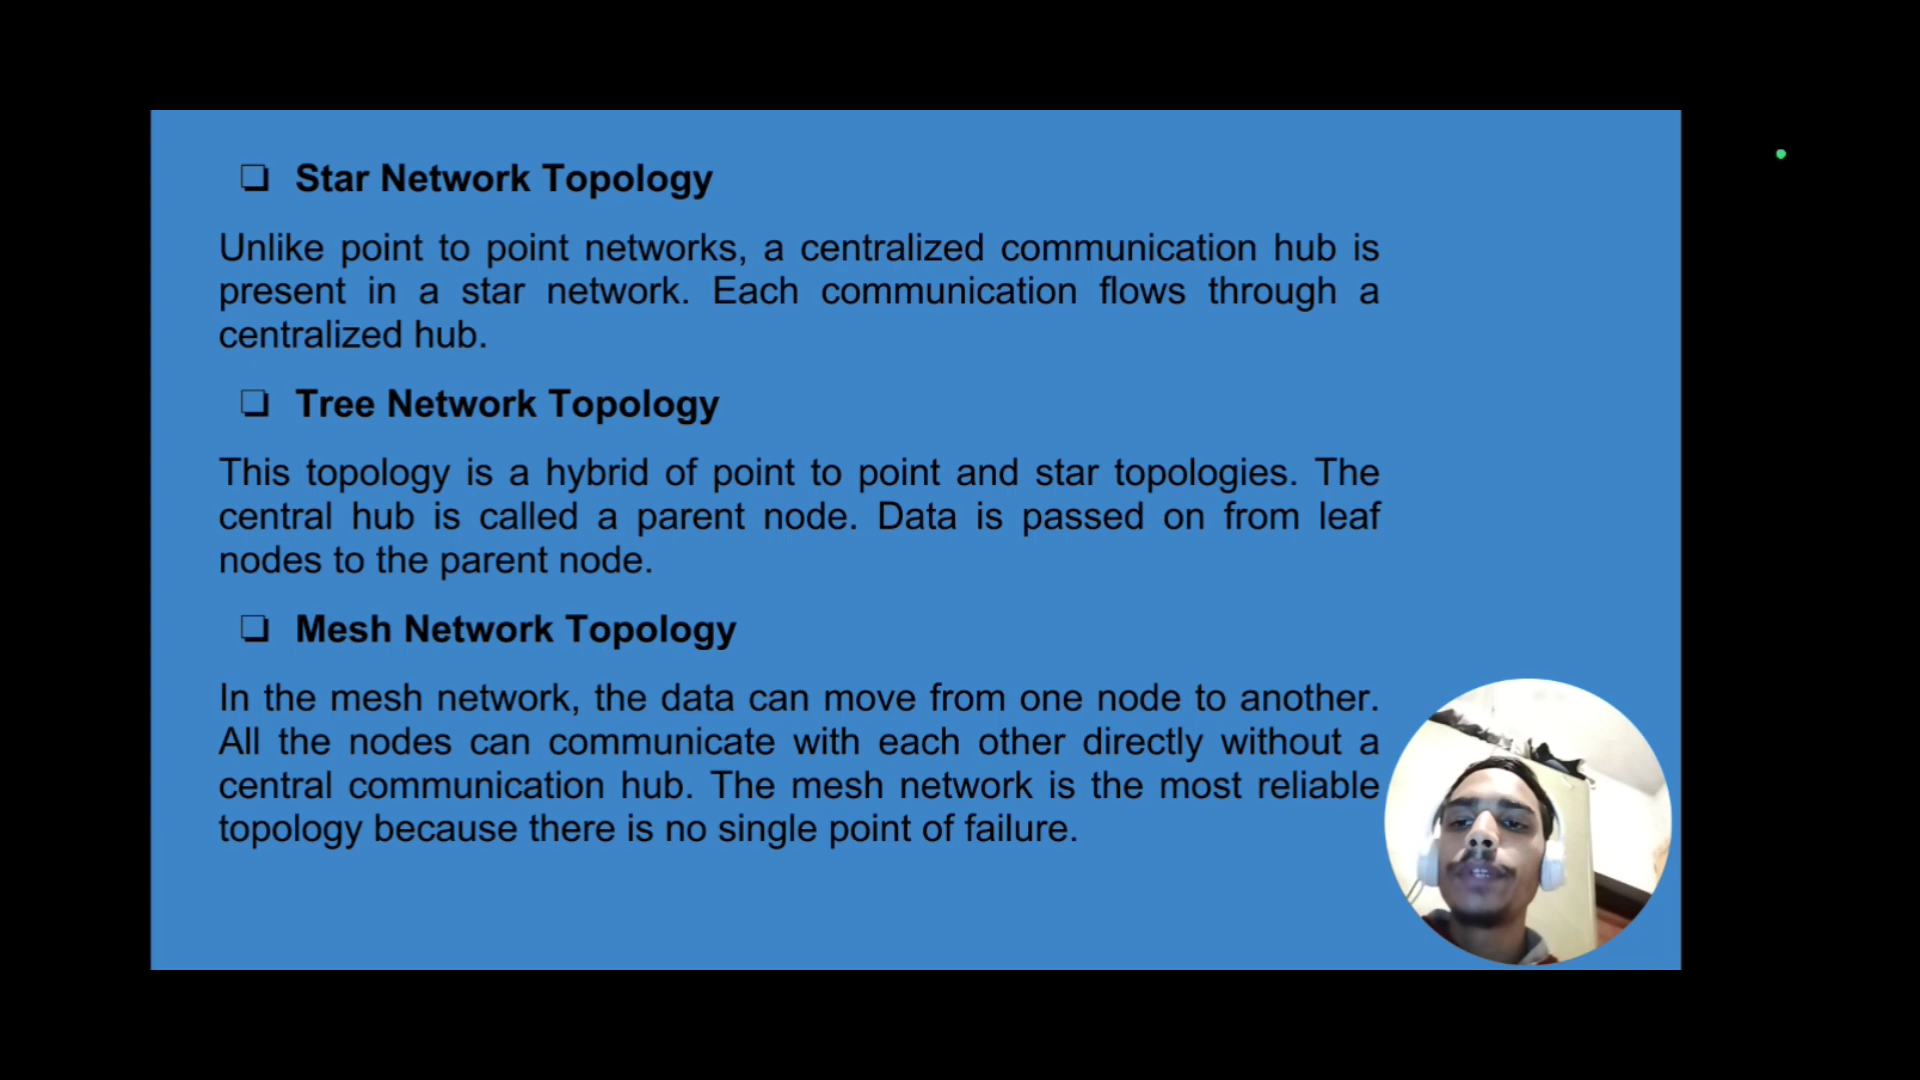 ❏ Star Network Topology
Unlike point to point networks, a centralized communication hub is
present in a star network. Each communication flows through a
centralized hub.
❏ Tree Network Topology
This topology is a hybrid of point to point and star topologies. The
central hub is called a parent node. Data is passed on from leaf
nodes to the parent node.
❏ Mesh Network Topology
In the mesh network, the data can move from one node to another.
All the nodes can communicate with each other directly without a
central communication hub. The mesh network is the most reliable
topology because there is no single point of failure.